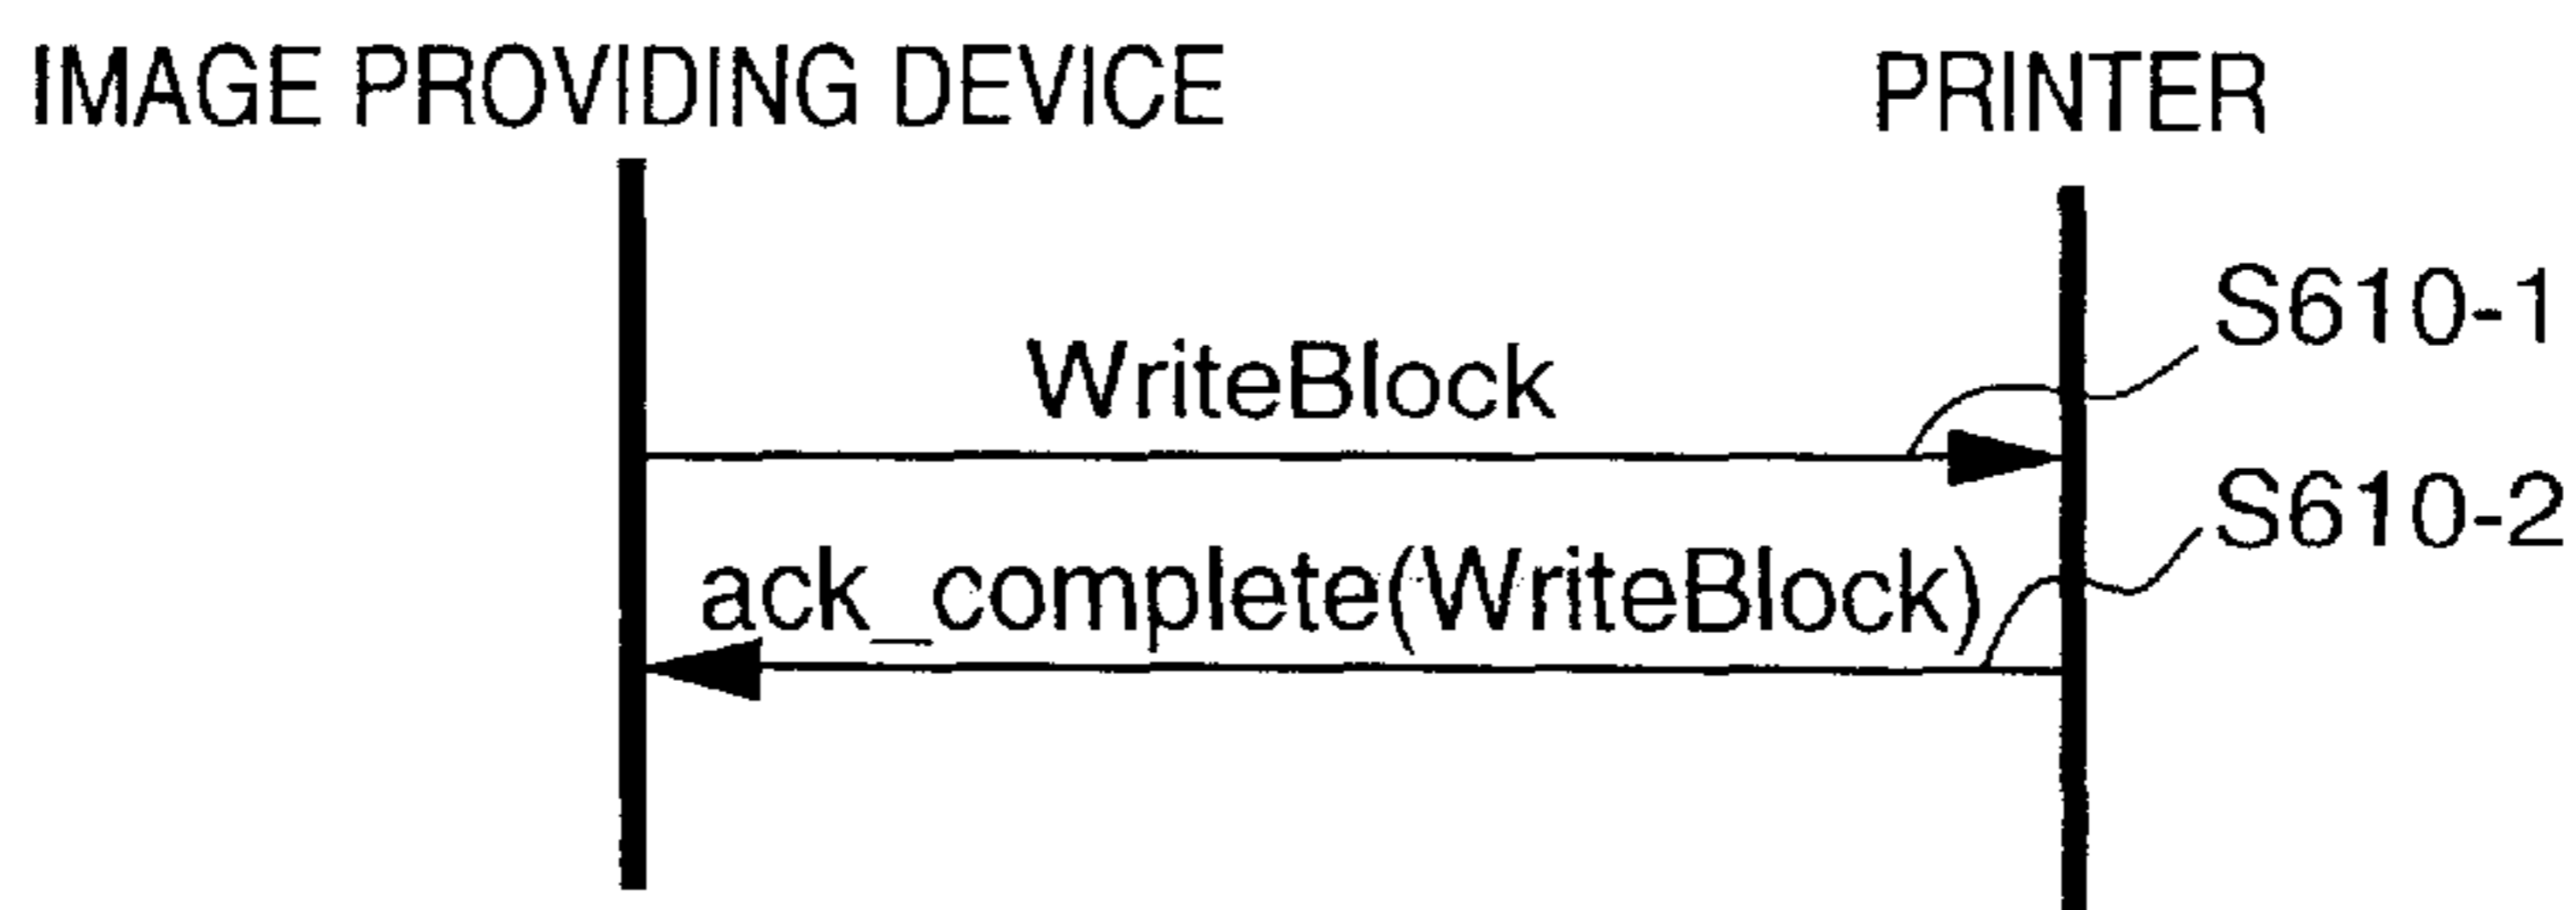 IMAGE PROVIDING DEVICE
PRINTER
S610-1
WriteBlock
S610-2
ack_complete(WriteBlock)